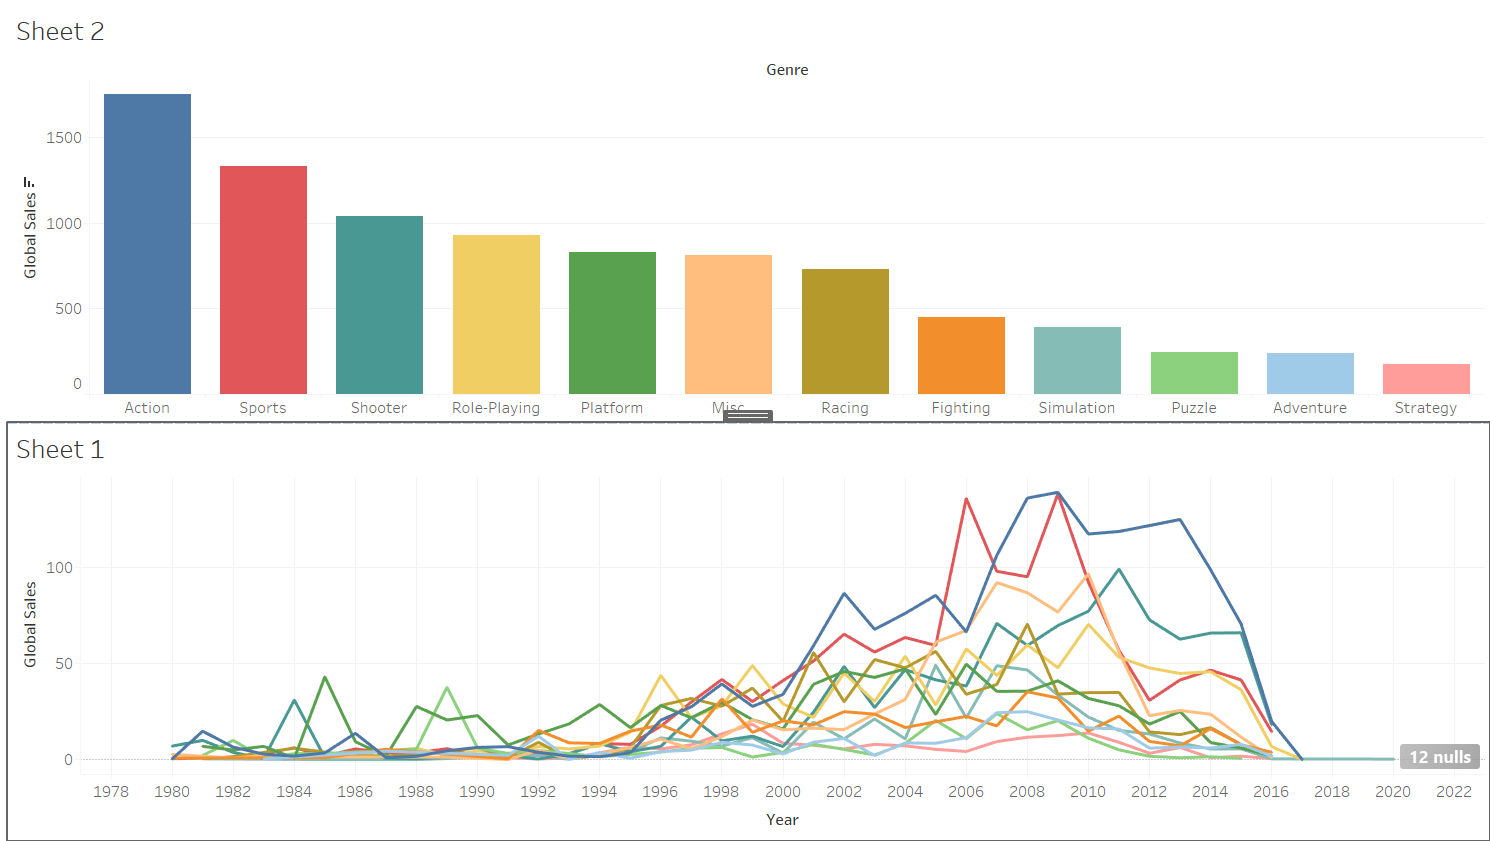 Sheet 2
Genre
Global Sales
1500
1000
500
0
Action Sports Shooter Role-Playing Platform Misc Racing Fighting Simulation Puzzle Adventure Strategy
Sheet 1
Global Sales
100
50
0
12 nulls
1978 1980 1982 1984 1986 1988 1990 1992 1994 1996 1998 2000 2002 2004 2006 2008 2010 2012 2014 2016 2018 2020 2022
Year